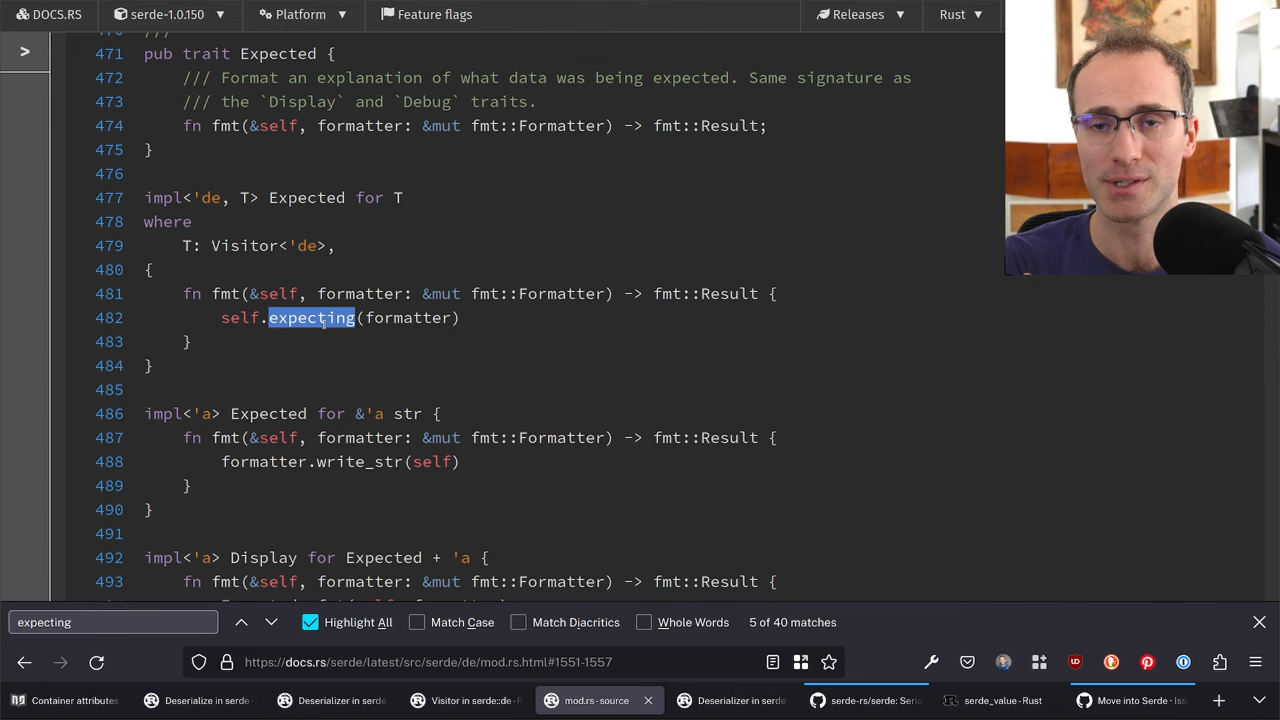 DOCS.RS
serde-1.0.150
Platform
Feature flags
Releases
Rust
471 pub trait Expected {
472 /// Format an explanation of what data was being expected. Same signature as
473 /// the `Display` and `Debug` traits.
474 fn fmt(&self, formatter: &mut fmt::Formatter) -> fmt::Result;
475 }
476
477 impl<'de, T> Expected for T
478 where
479 T: Visitor<'de>,
480 {
481 fn fmt(&self, formatter: &mut fmt::Formatter) -> fmt::Result {
482 self.expecting(formatter)
483 }
484 }
485
486 impl<'a> Expected for &'a str {
487 fn fmt(&self, formatter: &mut fmt::Formatter) -> fmt::Result {
488 formatter.write_str(self)
489 }
490 }
491
492 impl<'a> Display for Expected + 'a {
493 fn fmt(&self, formatter: &mut fmt::Formatter) -> fmt::Result {
expecting
Highlight All
Match Case
Match Diacritics
Whole Words
5 of 40 matches
https://docs.rs/serde/latest/src/serde/de/mod.rs.html#1551-1557
Container attributes
Deserialize in serde
Deserializer in serde
Visitor in serde::de - R
mod.rs - source
Deserializer in serde
serde-rs/serde: Seri
serde_value - Rust
Move into Serde - Iss